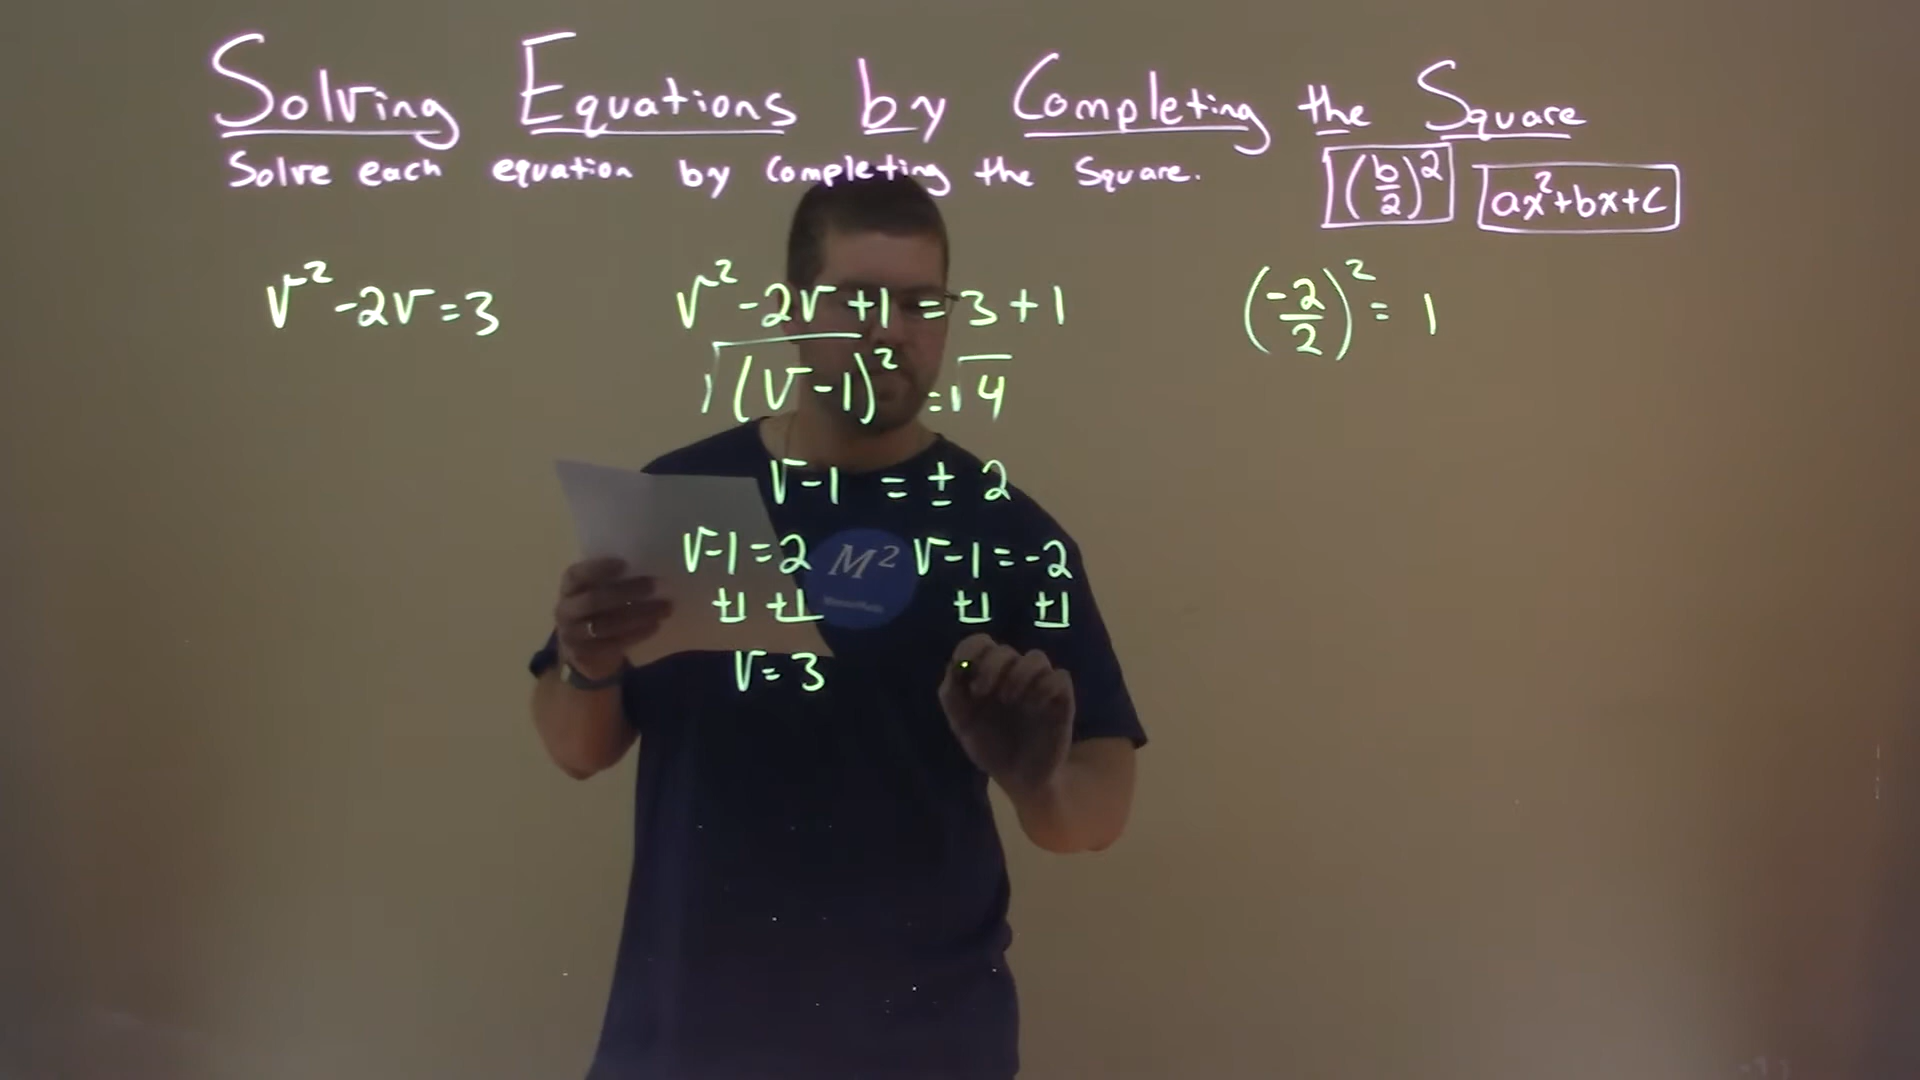 Solving Equations by Completing the Square
Solve each equation by completing the Square.
(b/2)² ax²+bx+c
v²-2v=3
v²-2v+1=3+1
(-2/2)²=1
√(v-1)²=√4
v-1=±2
v-1=2 v-1=-2
+1 +1 +1 +1
v=3
M²